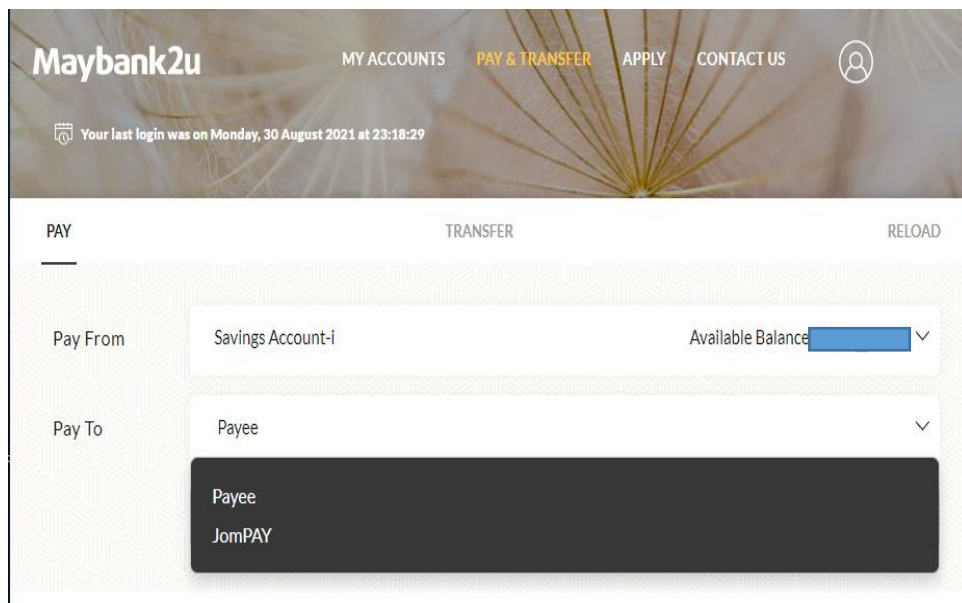 Maybank2u MY ACCOUNTS PAY & TRANSFER APPLY CONTACT US
Your last login was on Monday, 30 August 2021 at 23:18:29
PAY TRANSFER RELOAD
Pay From Savings Account-i Available Balance
Pay To Payee
Payee
JomPAY